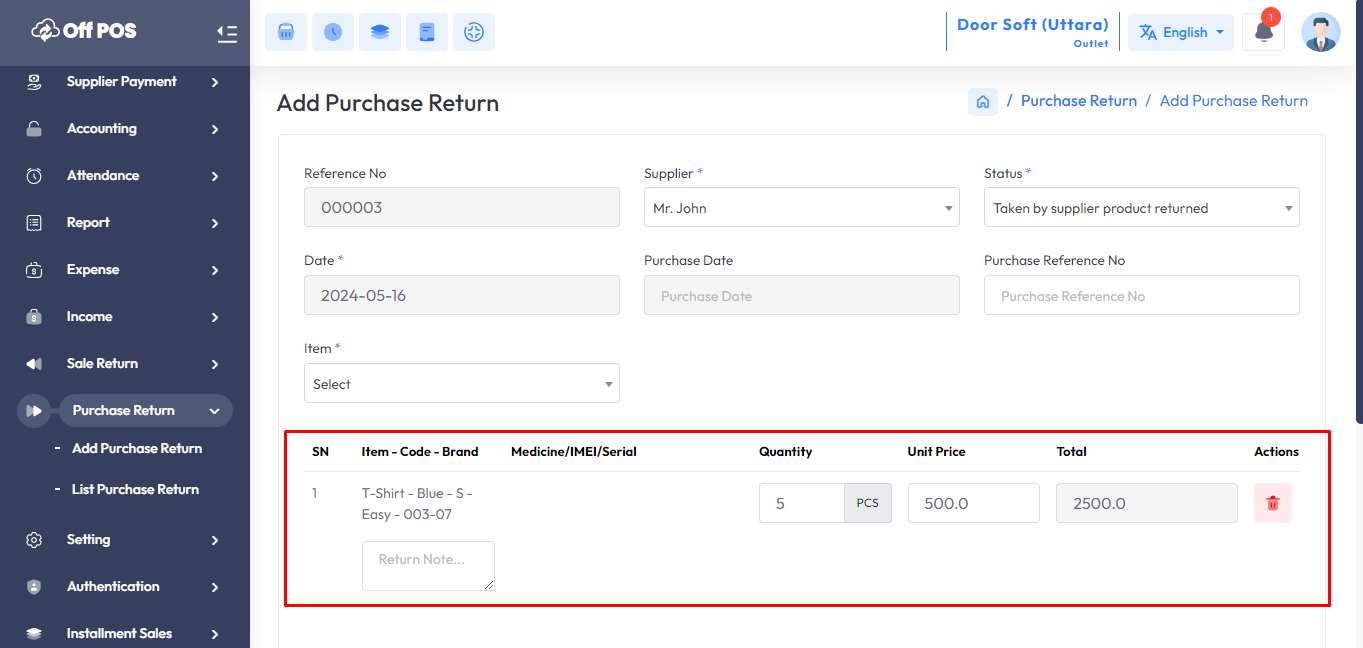 Off POS
Door Soft (Uttara)
Outlet
English
1
Supplier Payment
Accounting
Attendance
Report
Expense
Income
Sale Return
Purchase Return
- Add Purchase Return
- List Purchase Return
Setting
Authentication
Installment Sales
Add Purchase Return
/ Purchase Return / Add Purchase Return
Reference No
Supplier *
Status *
000003
Mr. John
Taken by supplier product returned
Date *
Purchase Date
Purchase Reference No
2024-05-16
Purchase Date
Purchase Reference No
Item *
Select
SN Item - Code - Brand Medicine/IMEI/Serial Quantity Unit Price Total Actions
1 T-Shirt - Blue - S - 5 PCS 500.0 2500.0
Easy - 003-07
Return Note...